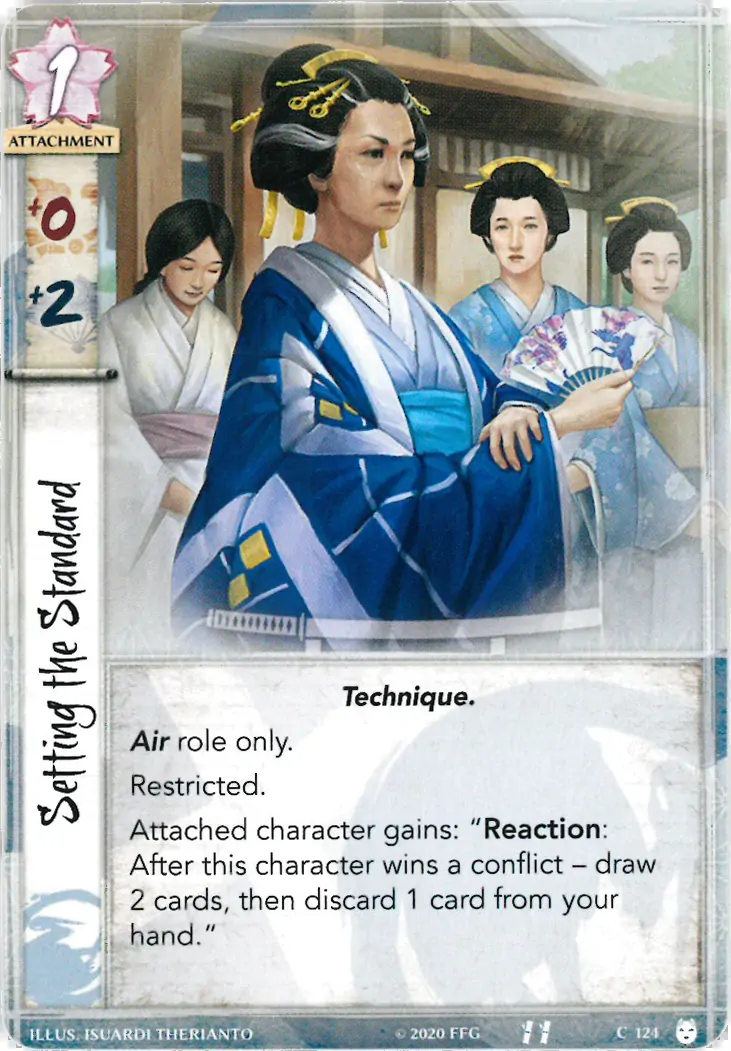 1
ATTACHMENT
+0
+2
Setting the Standard
Technique.
Air role only.
Restricted.
Attached character gains: “Reaction:
After this character wins a conflict – draw
2 cards, then discard 1 card from your
hand.”
ILLUS. ISUARDI THERIANTO
© 2020 FFG
C 124